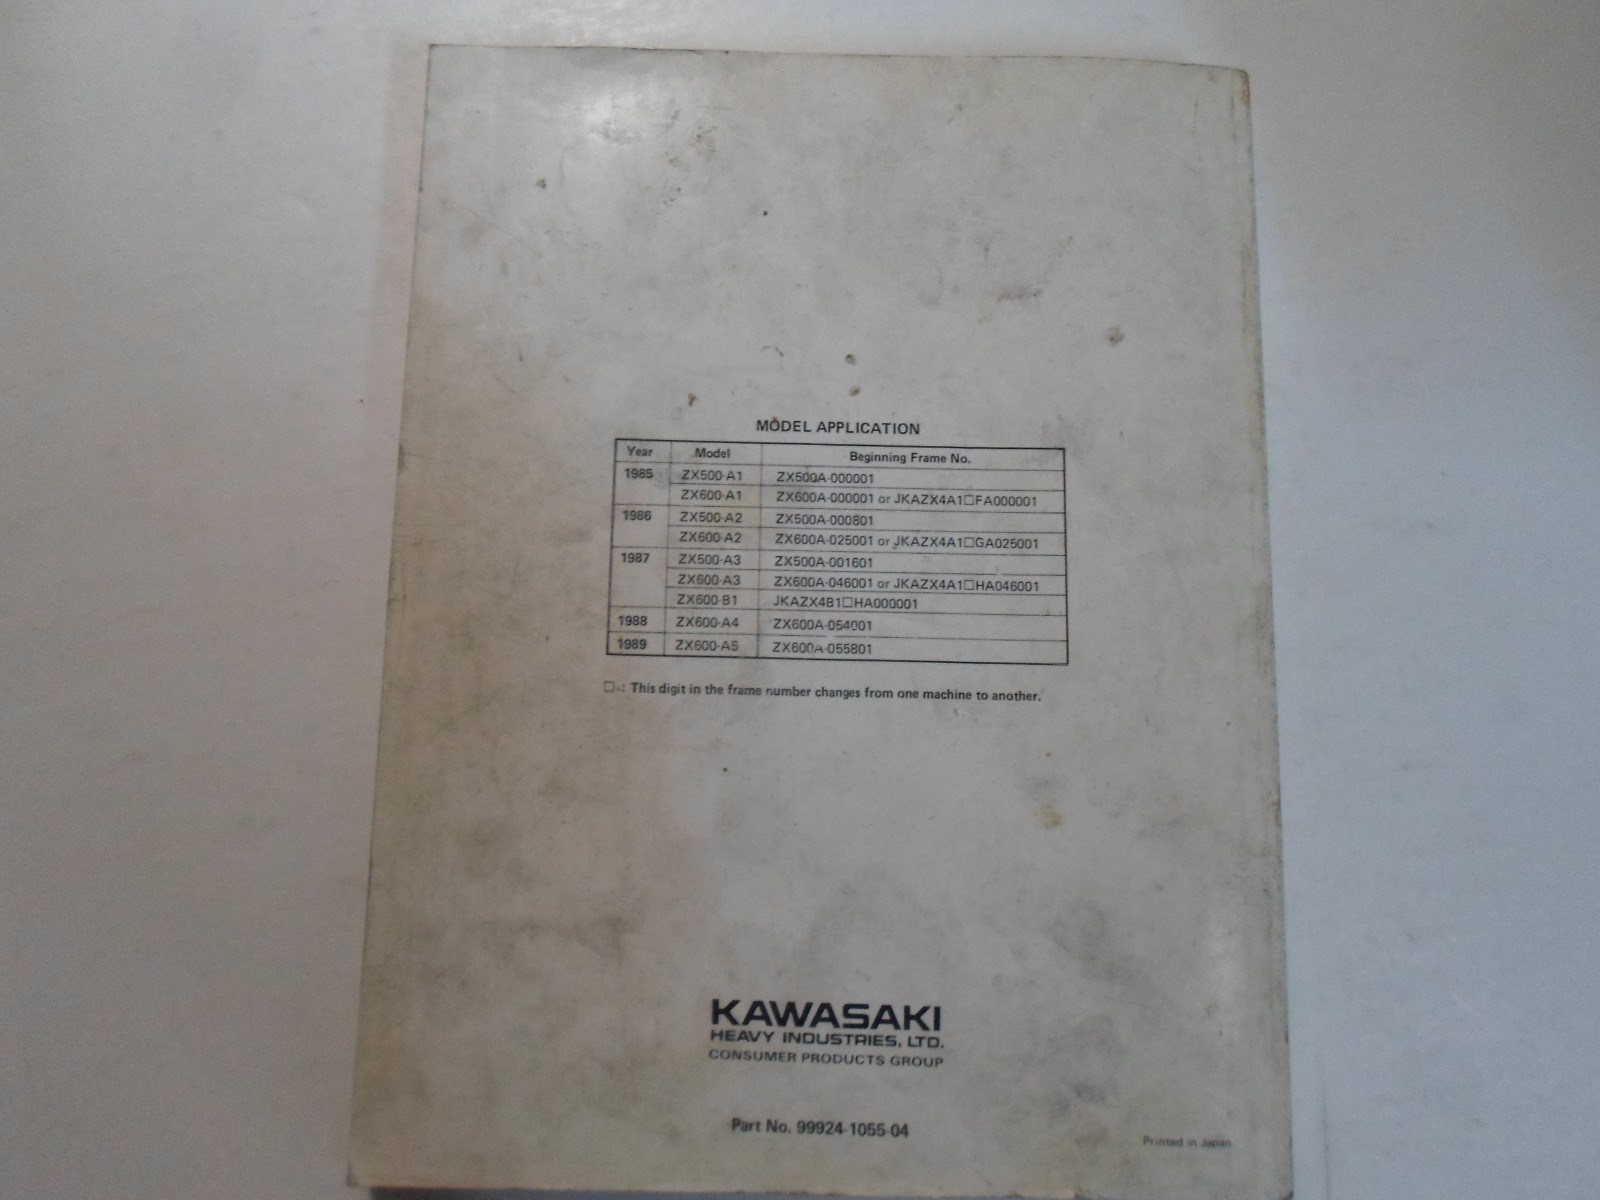 MODEL APPLICATION
Year Model Beginning Frame No.
1985 ZX500-A1 ZX500A-000001
ZX600-A1 ZX600A-000001 or JKAZX4A1□FA000001
1986 ZX500-A2 ZX500A-000801
ZX600-A2 ZX600A-025001 or JKAZX4A1□GA025001
1987 ZX500-A3 ZX500A-001601
ZX600-A3 ZX600A-046001 or JKAZX4A1□HA046001
ZX600-B1 JKAZX4B1□HA000001
1988 ZX600-A4 ZX600A-054001
1989 ZX600-A5 ZX600A-055801
□: This digit in the frame number changes from one machine to another.
KAWASAKI
HEAVY INDUSTRIES, LTD.
CONSUMER PRODUCTS GROUP
Part No. 99924-1055-04
Printed in Japan